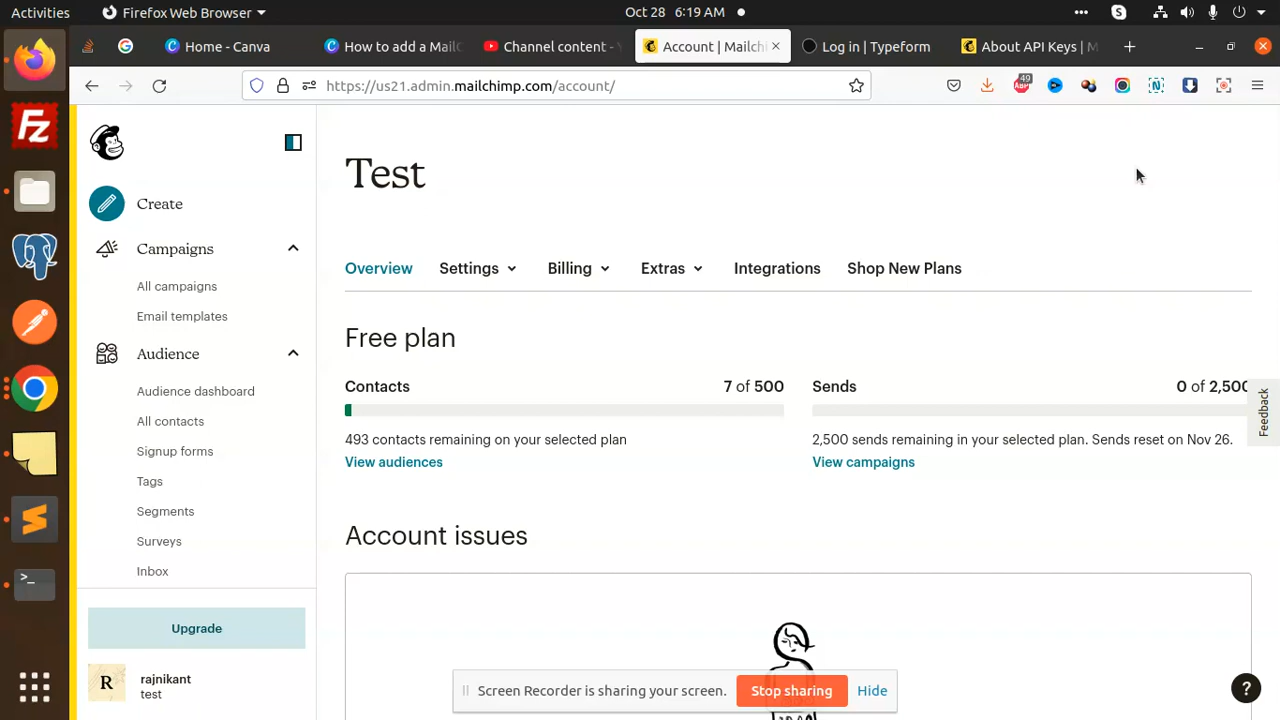 Activities
Firefox Web Browser
Oct 28 6:19 AM
Home - Canva
How to add a MailC
Channel content -
Account | Mailch
Log in | Typeform
About API Keys | M
https://us21.admin.mailchimp.com/account/
49
ABP
N
Fz
Create
Campaigns
All campaigns
Email templates
Audience
Audience dashboard
All contacts
Signup forms
Tags
Segments
Surveys
Inbox
Upgrade
R
rajnikant
test
Test
Overview
Settings
Billing
Extras
Integrations
Shop New Plans
Free plan
Contacts
7 of 500
493 contacts remaining on your selected plan
View audiences
Sends
0 of 2,500
2,500 sends remaining in your selected plan. Sends reset on Nov 26.
View campaigns
Feedback
Account issues
Screen Recorder is sharing your screen.
Stop sharing
Hide
?